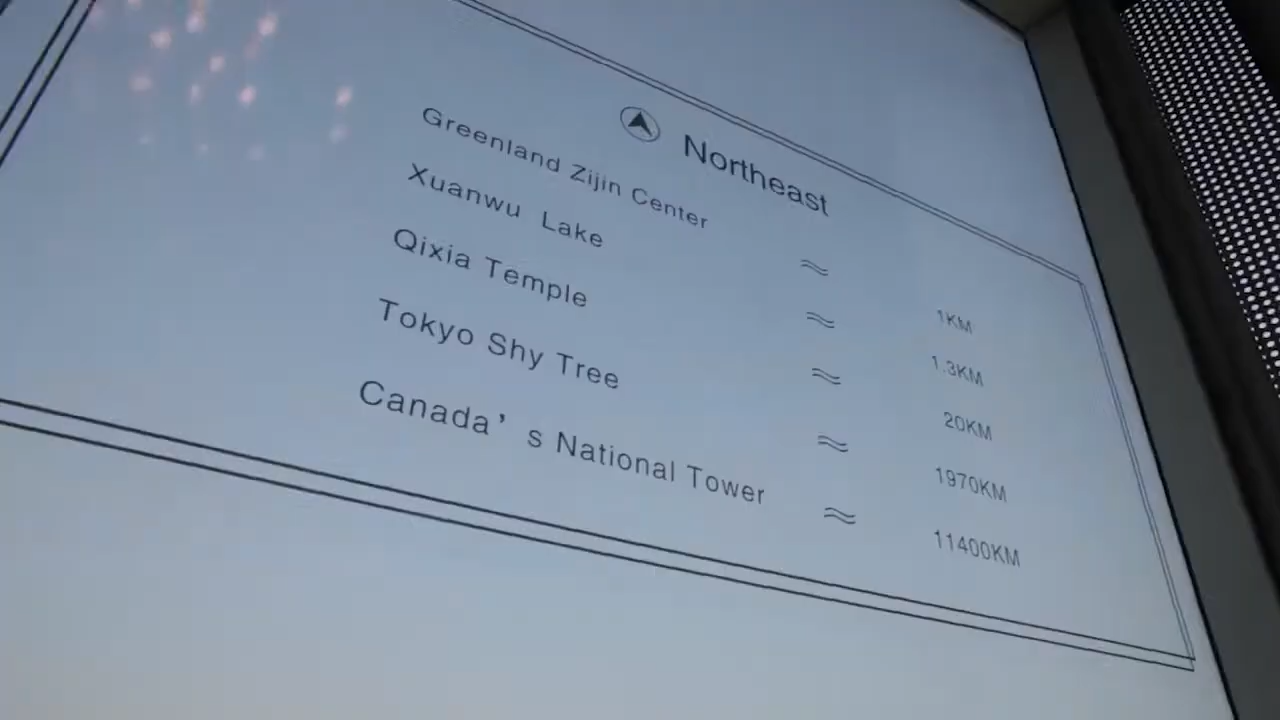 Northeast
Greenland Zijin Center ≈ 1KM
Xuanwu Lake ≈ 1.3KM
Qixia Temple ≈ 20KM
Tokyo Shy Tree ≈ 1970KM
Canada’ s National Tower ≈ 11400KM